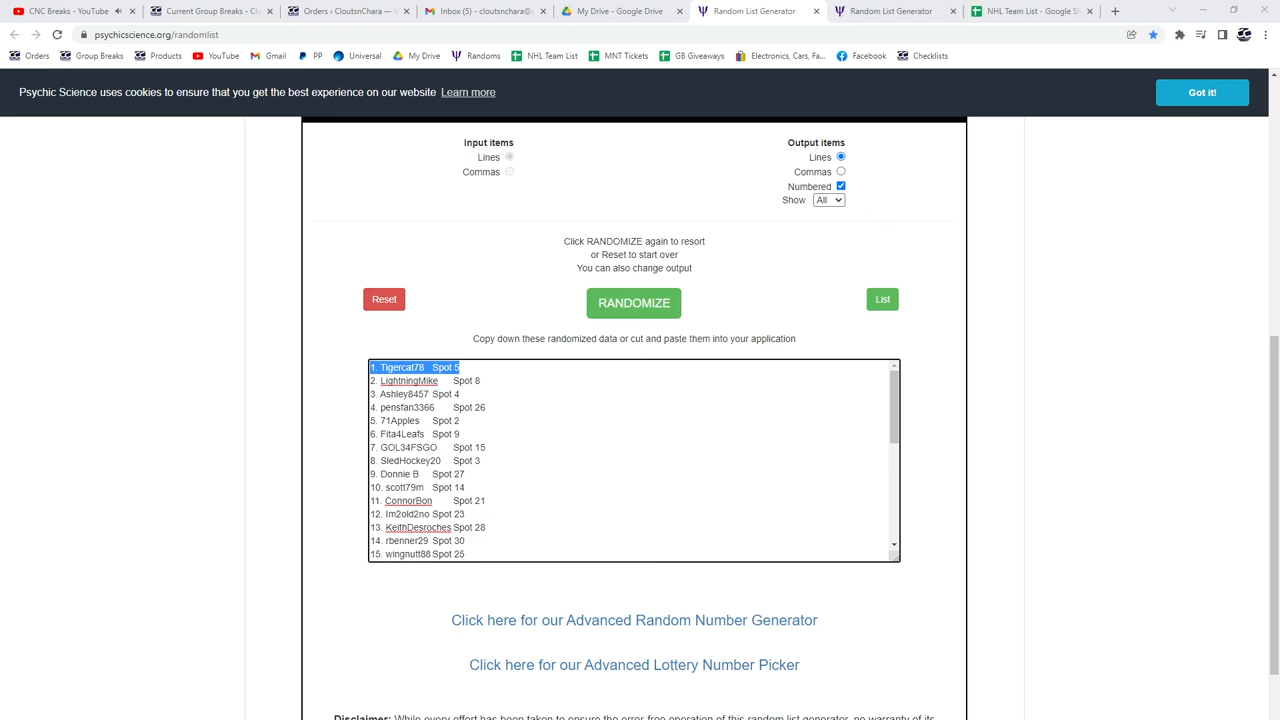 CNC Breaks - YouTube
Current Group Breaks - Clo
Orders ‹ CloutsnChara — W
Inbox (5) - cloutsnchara@
My Drive - Google Drive
Random List Generator
Random List Generator
NHL Team List - Google Sh
psychicscience.org/randomlist
Orders
Group Breaks
Products
YouTube
Gmail
PP
Universal
My Drive
Randoms
NHL Team List
MNT Tickets
GB Giveaways
Electronics, Cars, Fa...
Facebook
Checklists
Psychic Science uses cookies to ensure that you get the best experience on our website Learn more
Got it!
Input items
Lines
Commas
Output items
Lines
Commas
Numbered
Show All
Click RANDOMIZE again to resort
or Reset to start over
You can also change output
Reset
RANDOMIZE
List
Copy down these randomized data or cut and paste them into your application
1. Tigercat78 Spot 5
2. LightningMike Spot 8
3. Ashley8457 Spot 4
4. pensfan3366 Spot 26
5. 71Apples Spot 2
6. Fita4Leafs Spot 9
7. GOL34FSGO Spot 15
8. SledHockey20 Spot 3
9. Donnie B Spot 27
10. scott79m Spot 14
11. ConnorBon Spot 21
12. Im2old2no Spot 23
13. KeithDesroches Spot 28
14. rbenner29 Spot 30
15. wingnutt88 Spot 25
Click here for our Advanced Random Number Generator
Click here for our Advanced Lottery Number Picker
Disclaimer: While every effort has been taken to ensure the error-free operation of this random list generator, no warranty of its